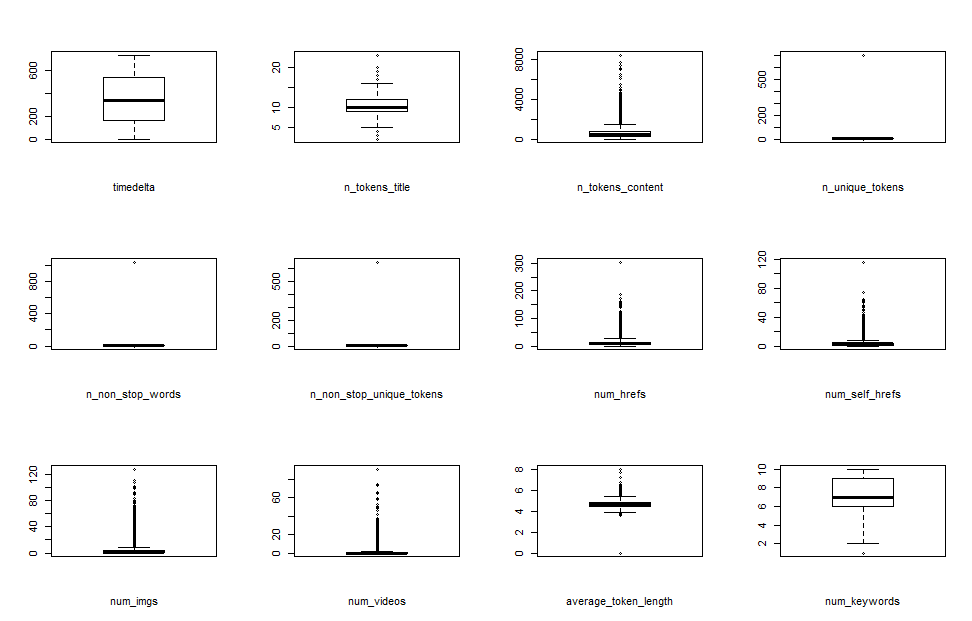 0 200 600
timedelta
5 10 20
n_tokens_title
0 4000 8000
n_tokens_content
0 200 500
n_unique_tokens
0 400 800
n_non_stop_words
0 200 500
n_non_stop_unique_tokens
0 100 200 300
num_hrefs
0 40 80 120
num_self_hrefs
0 40 80 120
num_imgs
0 20 60
num_videos
0 2 4 6 8
average_token_length
2 4 6 8 10
num_keywords